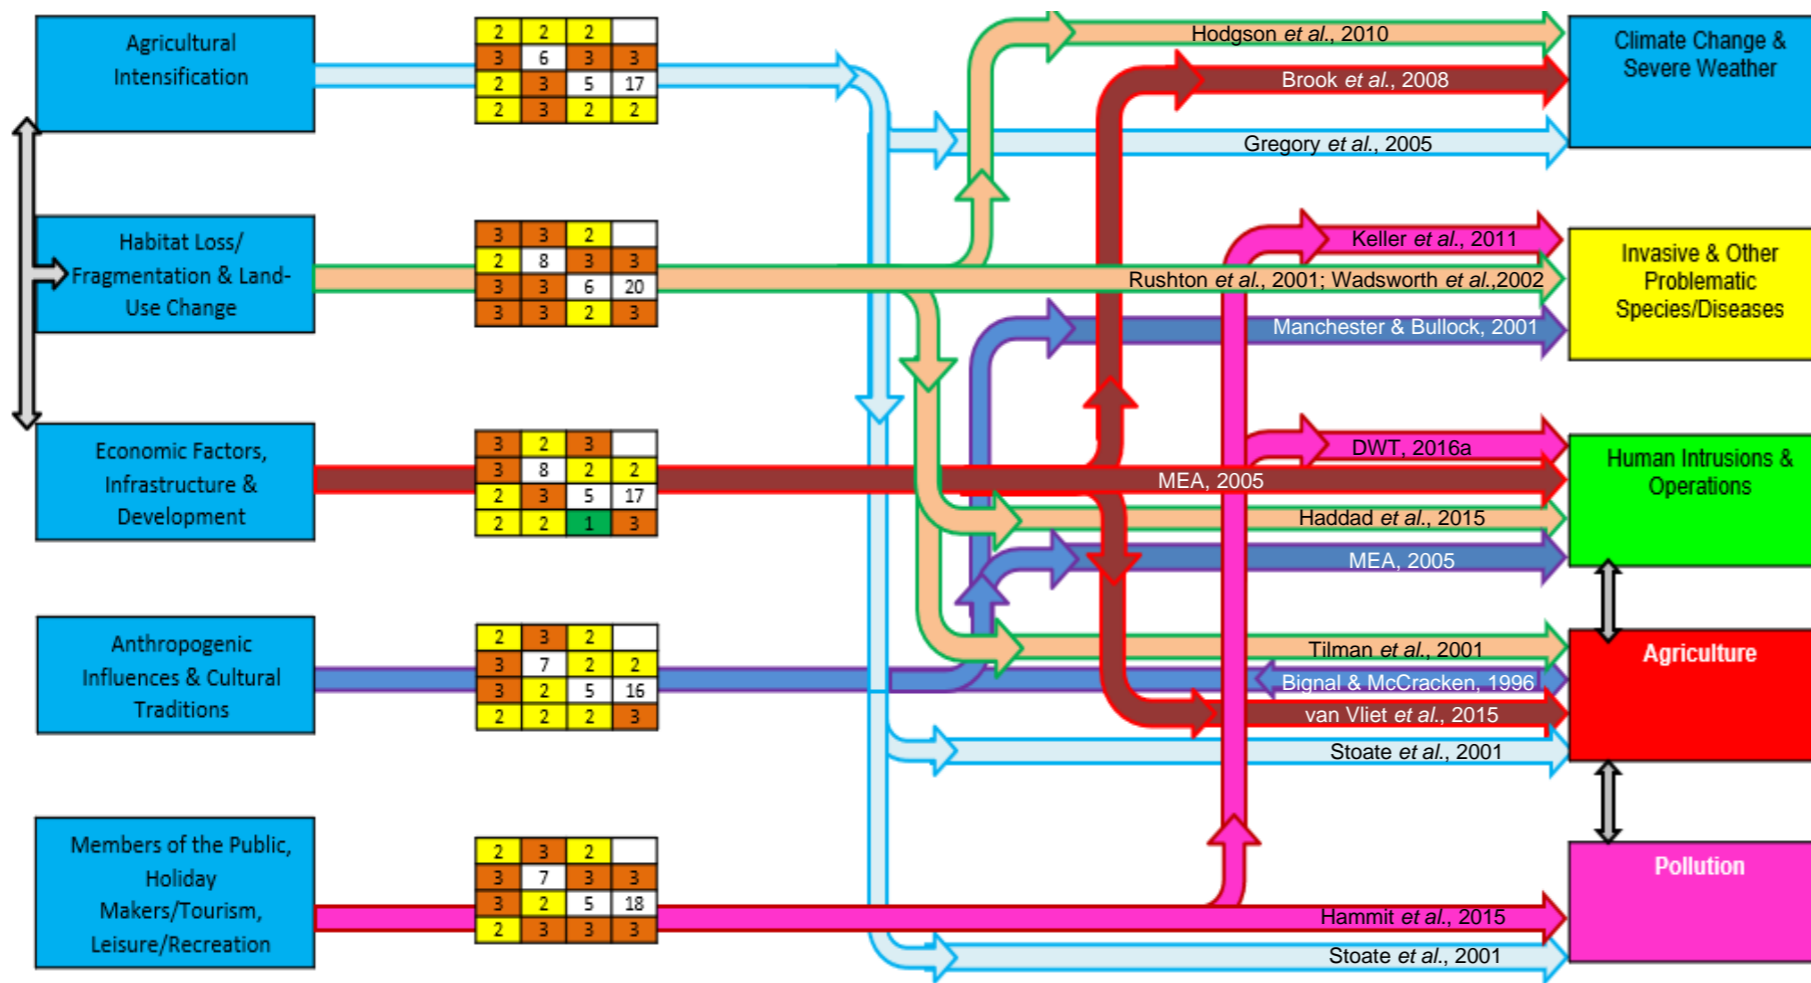 Agricultural
Intensification
2 2 2
3 6 3 3
2 3 5 17
2 3 2 2
Hodgson et al., 2010
Brook et al., 2008
Gregory et al., 2005
Climate Change &
Severe Weather
Habitat Loss/
Fragmentation & Land-
Use Change
3 3 2
2 8 3 3
3 3 6 20
3 3 2 3
Keller et al., 2011
Rushton et al., 2001; Wadsworth et al.,2002
Manchester & Bullock, 2001
Invasive & Other
Problematic
Species/Diseases
Economic Factors,
Infrastructure &
Development
3 2 3
3 8 2 2
2 3 5 17
2 2 1 3
DWT, 2016a
MEA, 2005
Haddad et al., 2015
MEA, 2005
Human Intrusions &
Operations
Anthropogenic
Influences & Cultural
Traditions
2 3 2
3 7 2 2
3 2 5 16
2 2 2 3
Tilman et al., 2001
Bignal & McCracken, 1996
van Vliet et al., 2015
Stoate et al., 2001
Agriculture
Members of the Public,
Holiday
Makers/Tourism,
Leisure/Recreation
2 3 2
3 7 3 3
3 2 5 18
2 3 3 3
Hammit et al., 2015
Stoate et al., 2001
Pollution